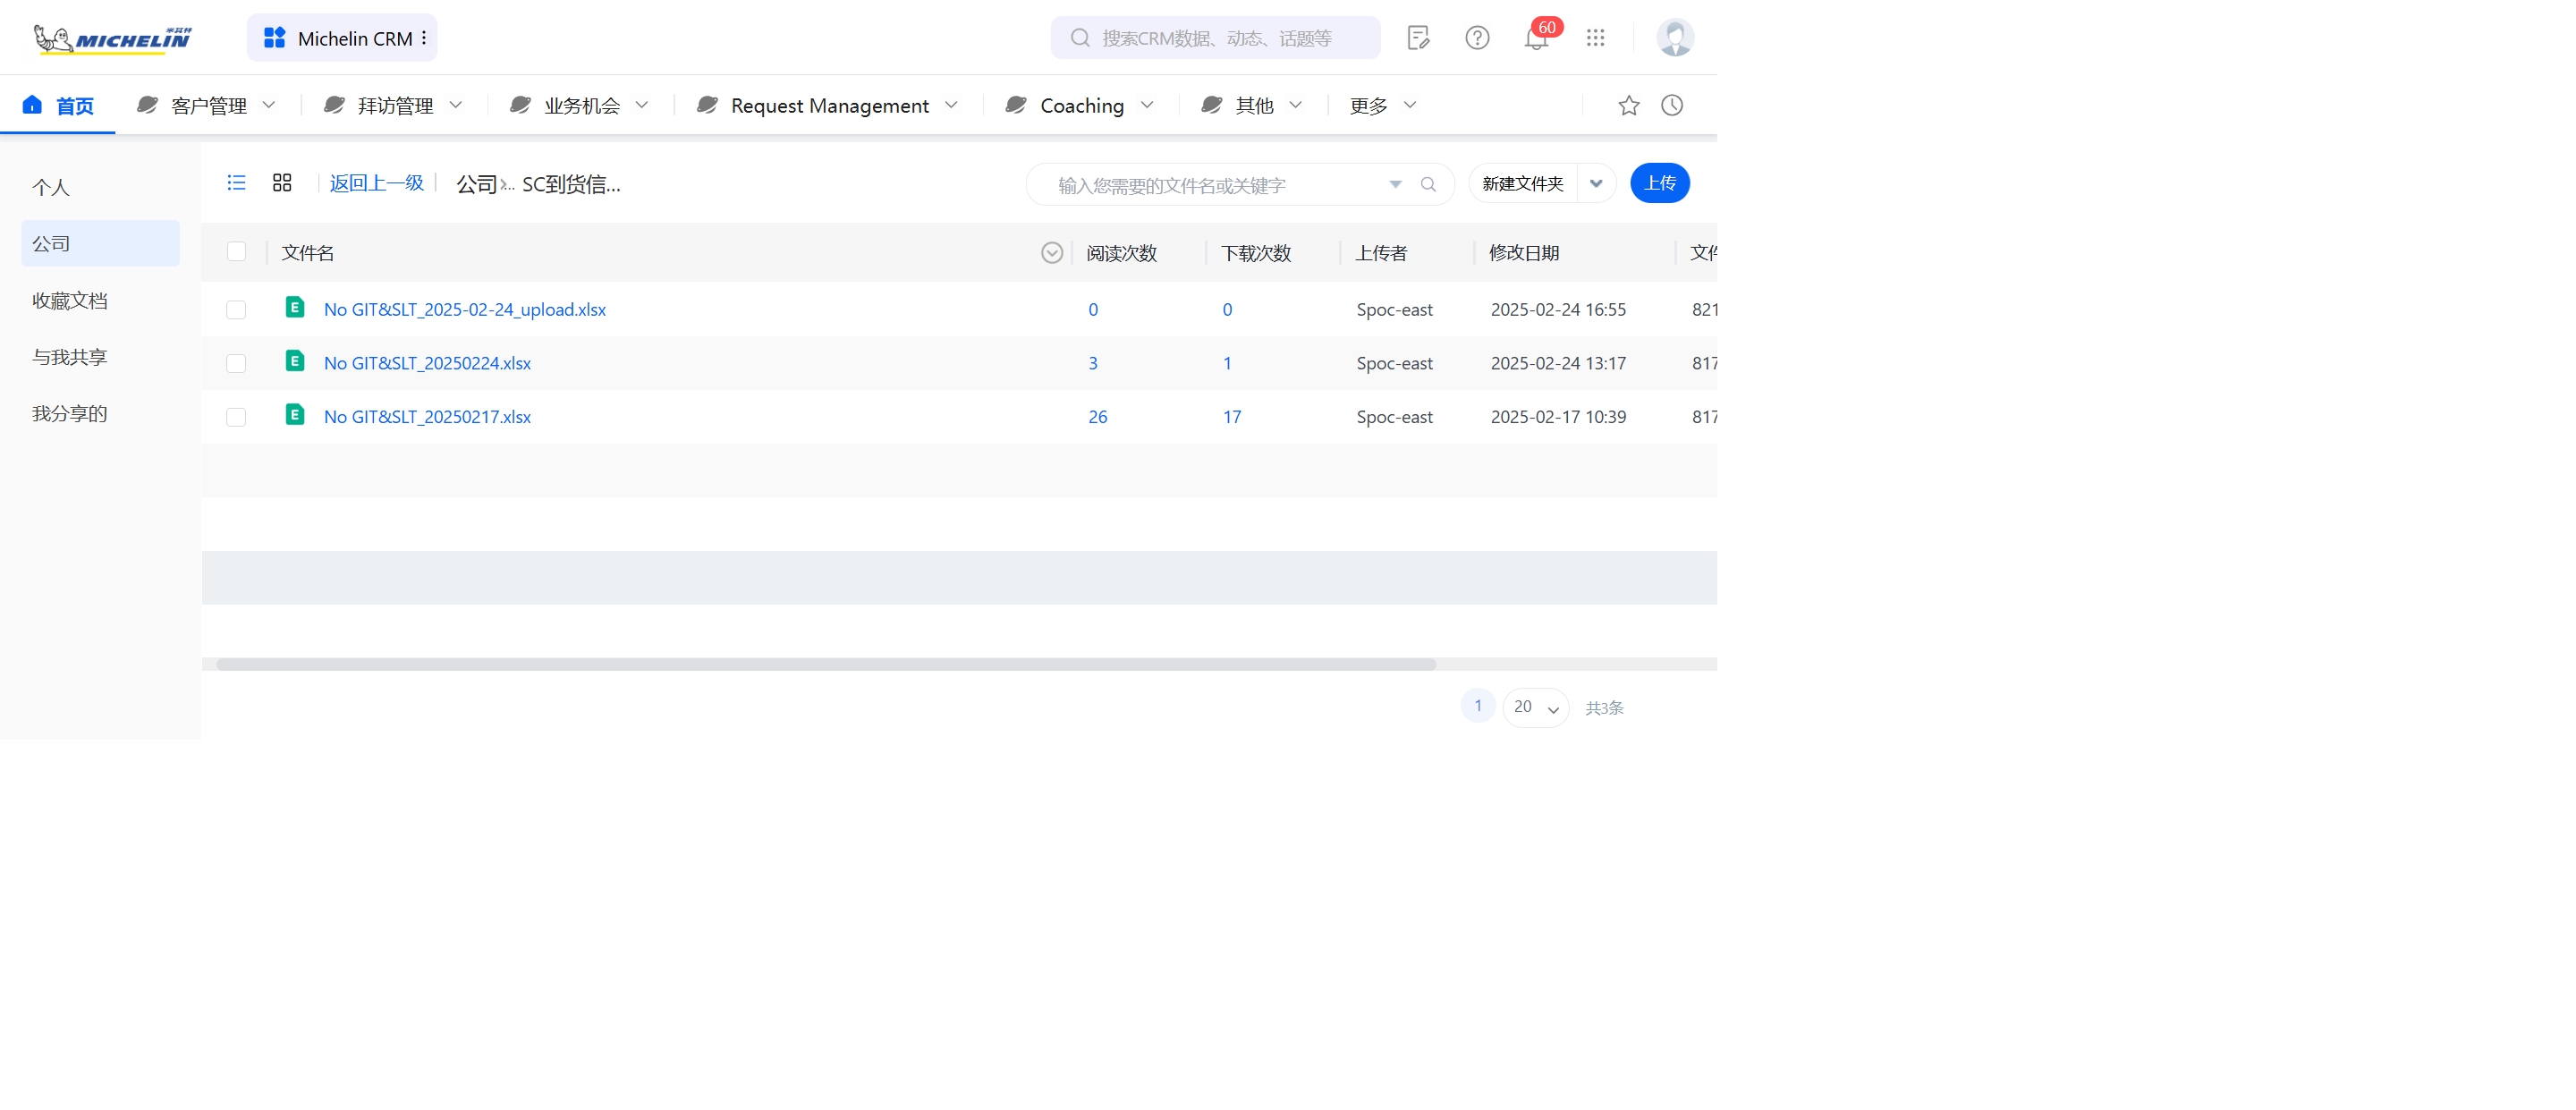 米其林
MICHELIN
Michelin CRM
搜索CRM数据、动态、话题等
60
首页
客户管理
拜访管理
业务机会
Request Management
Coaching
其他
更多
个人
公司
收藏文档
与我共享
我分享的
返回上一级
公司
...
SC到货信...
输入您需要的文件名或关键字
新建文件夹
上传
文件名 阅读次数 下载次数 上传者 修改日期 文件
No GIT&SLT_2025-02-24_upload.xlsx 0 0 Spoc-east 2025-02-24 16:55 821
No GIT&SLT_20250224.xlsx 3 1 Spoc-east 2025-02-24 13:17 817
No GIT&SLT_20250217.xlsx 26 17 Spoc-east 2025-02-17 10:39 817
1
20
共3条